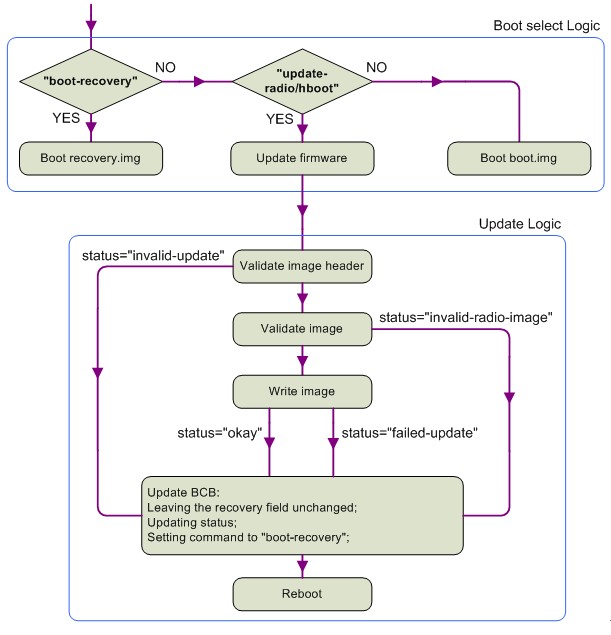 Boot select Logic
"boot-recovery"
NO
"update-
radio/hboot"
NO
YES
YES
Boot recovery.img
Update firmware
Boot boot.img
Update Logic
status="invalid-update"
Validate image header
status="invalid-radio-image"
Validate image
Write image
status="okay"
status="failed-update"
Update BCB:
Leaving the recovery field unchanged;
Updating status;
Setting command to "boot-recovery";
Reboot